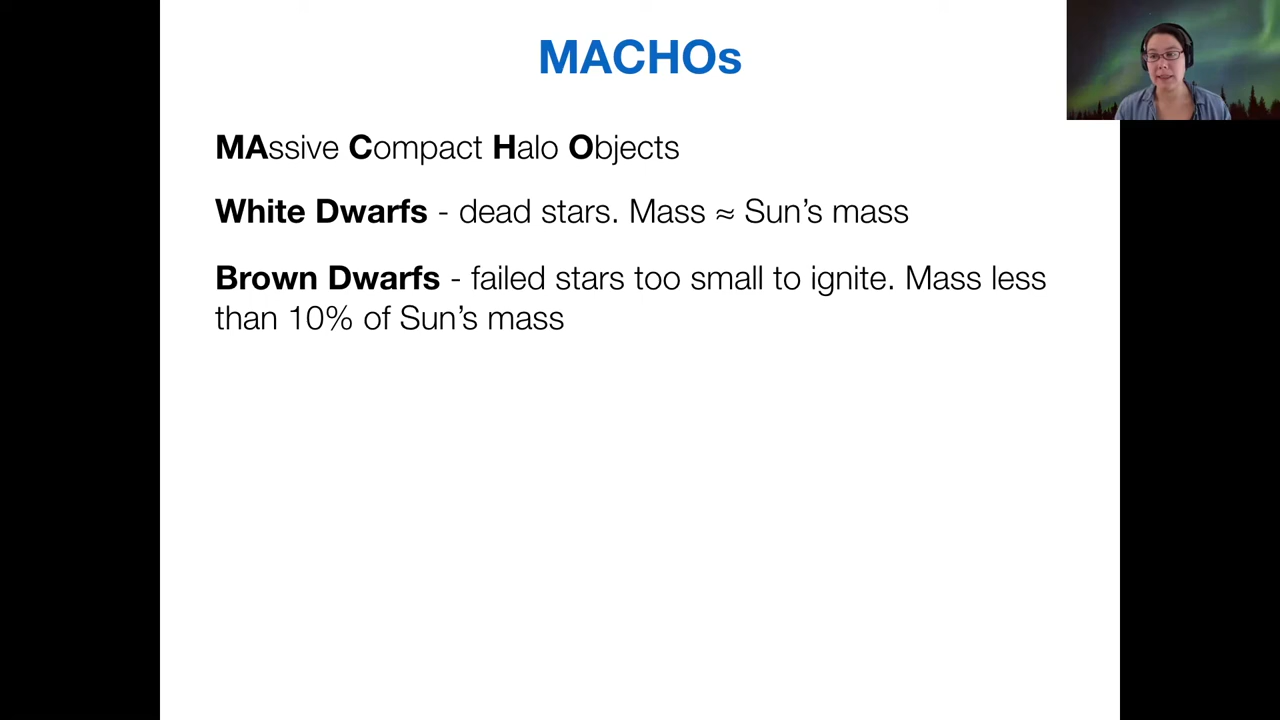 MACHOs
MAssive Compact Halo Objects
White Dwarfs - dead stars. Mass ≈ Sun’s mass
Brown Dwarfs - failed stars too small to ignite. Mass less
than 10% of Sun’s mass